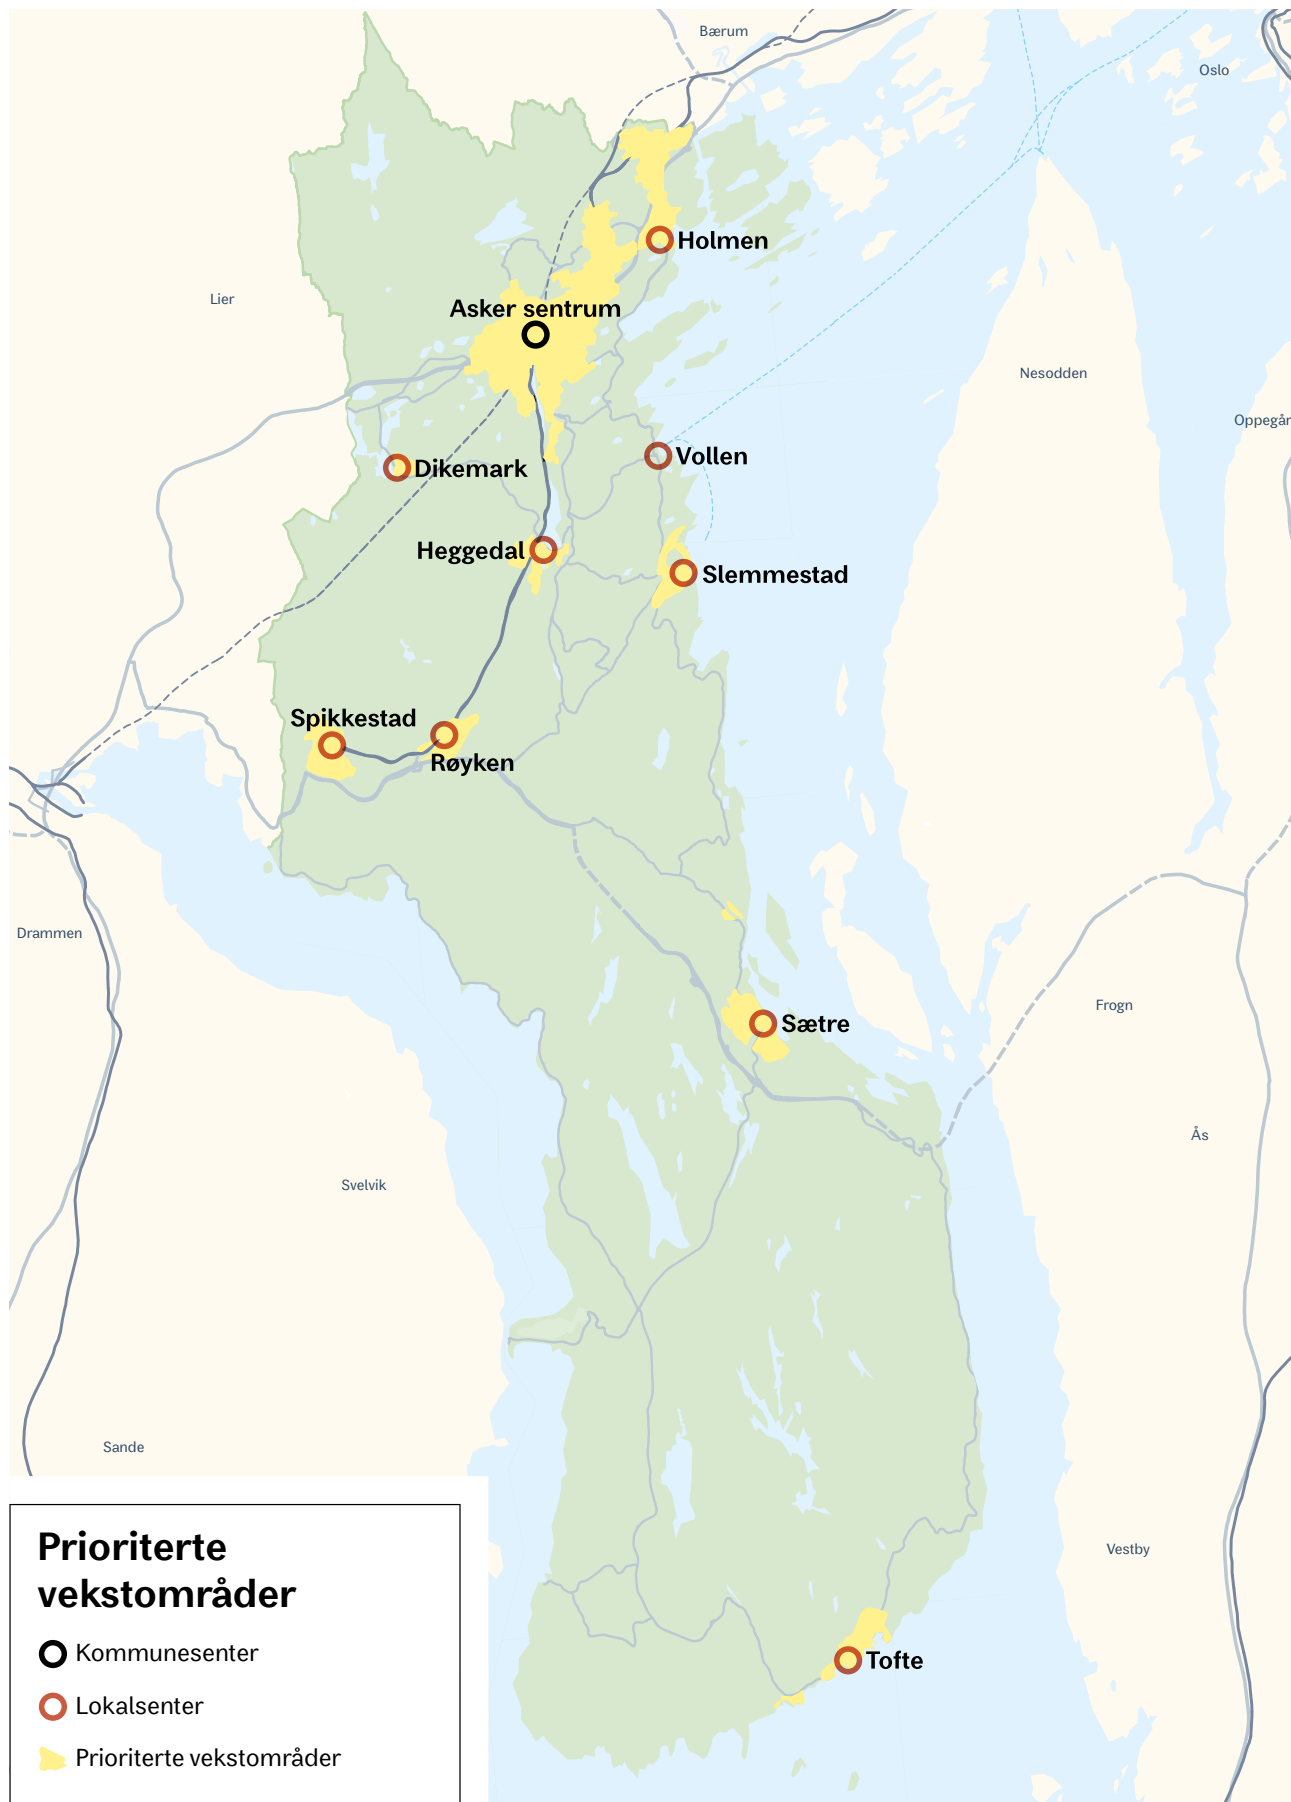 Bærum
Oslo
Holmen
Lier
Asker sentrum
Nesodden
Oppegår
Vollen
Dikemark
Heggedal
Slemmestad
Spikkestad
Røyken
Drammen
Frogn
Sætre
Ås
Svelvik
Sande
Vestby
Tofte
Prioriterte
vekstområder
Kommunesenter
Lokalsenter
Prioriterte vekstområder